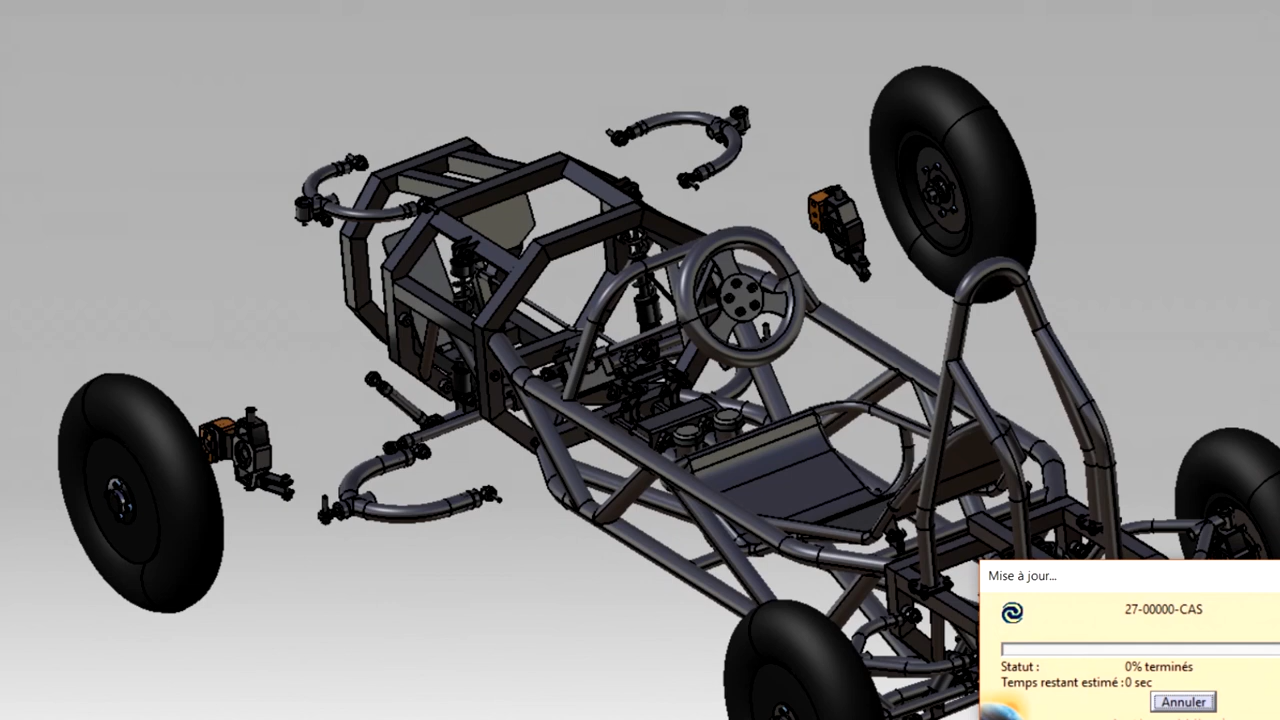 Mise à jour...
27-00000-CAS
Statut : 0% terminés
Temps restant estimé : 0 sec
Annuler